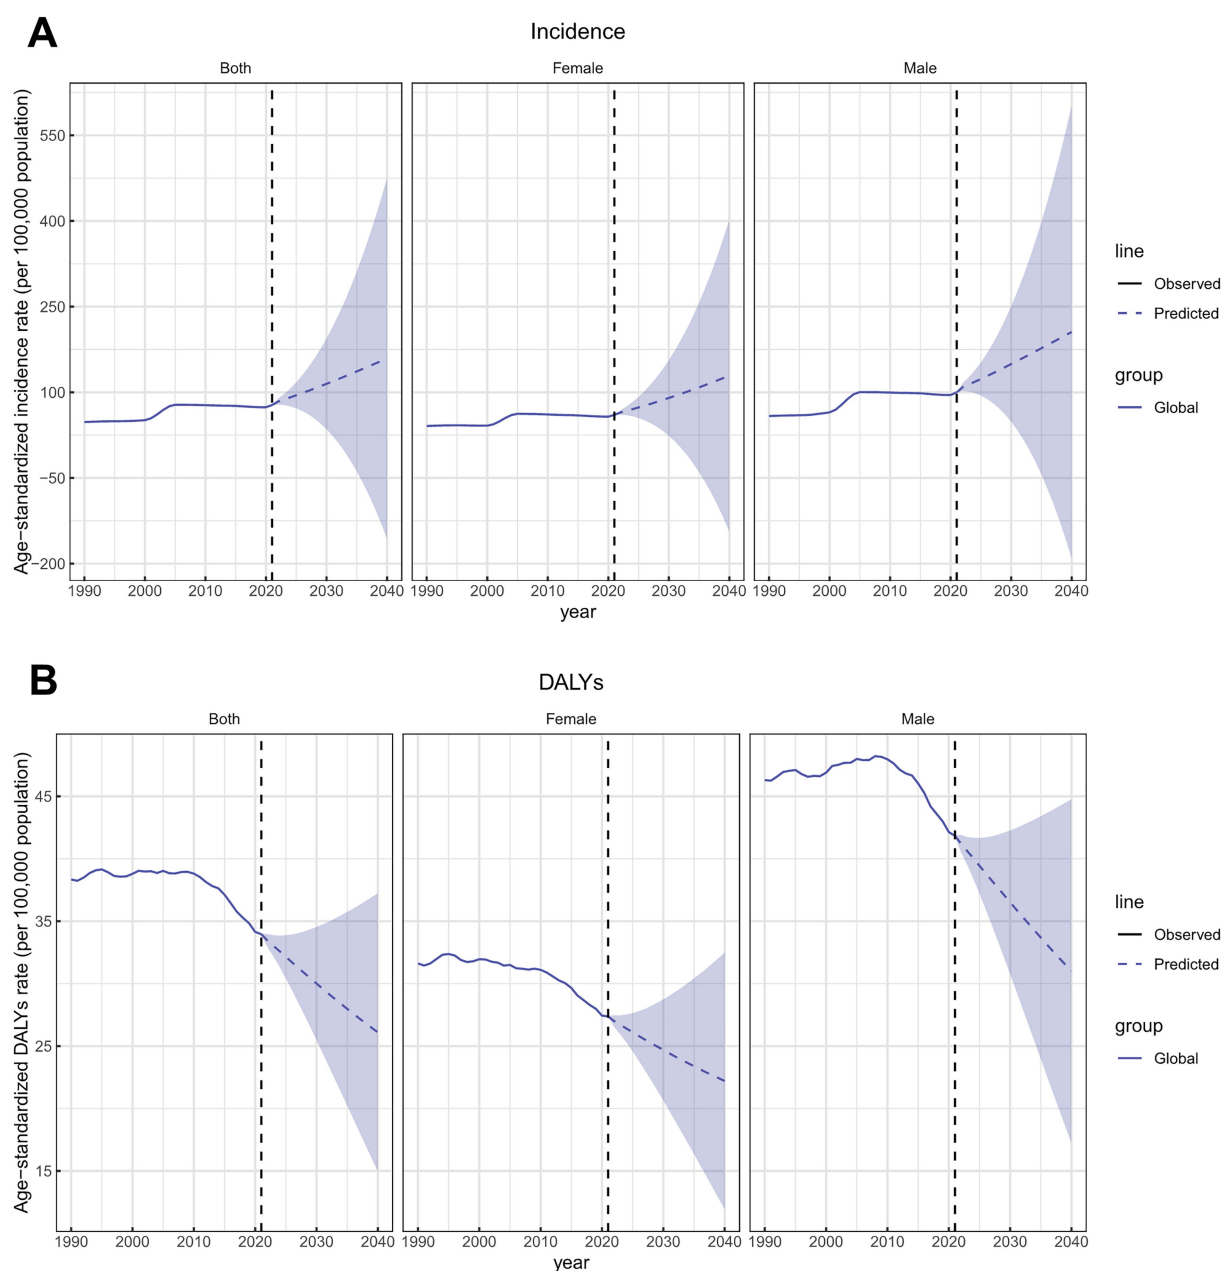 A
Incidence
Both
Female
Male
Age−standardized incidence rate (per 100,000 population)
550
400
250
100
−50
−200
1990 2000 2010 2020 2030 2040
1990 2000 2010 2020 2030 2040
1990 2000 2010 2020 2030 2040
year
line
Observed
Predicted
group
Global
B
DALYs
Both
Female
Male
Age−standardized DALYs rate (per 100,000 population)
45
35
25
15
1990 2000 2010 2020 2030 2040
1990 2000 2010 2020 2030 2040
1990 2000 2010 2020 2030 2040
year
line
Observed
Predicted
group
Global